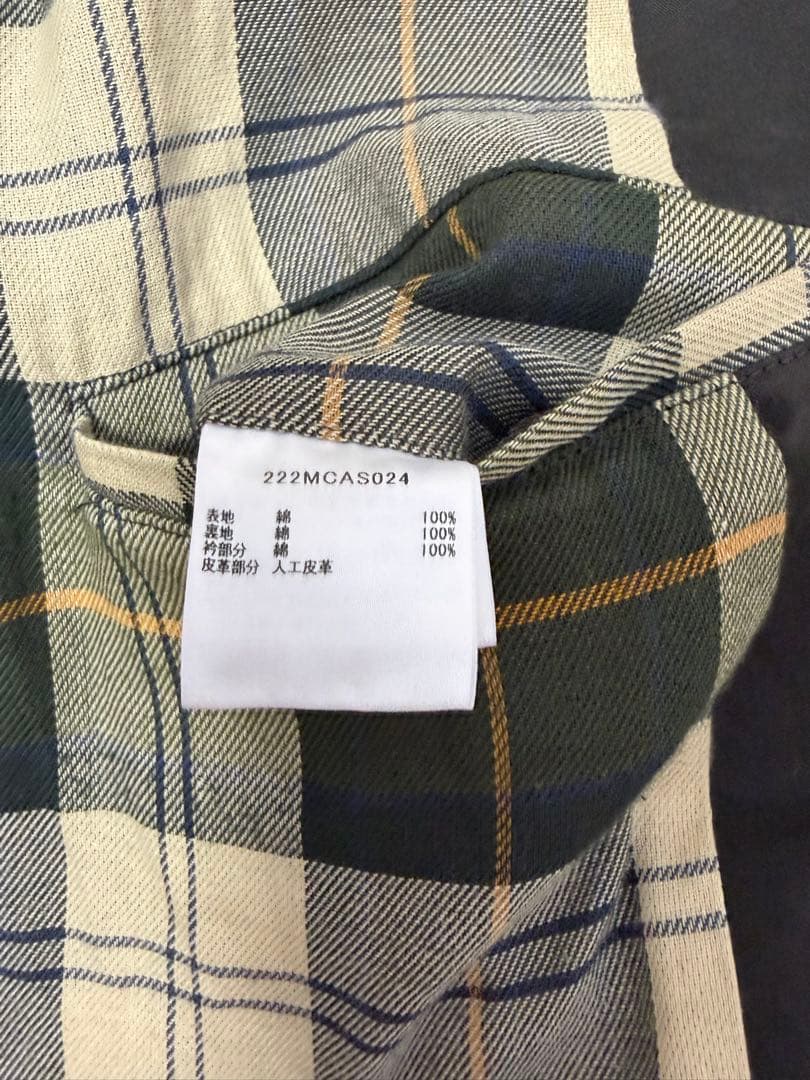 222MCAS024
表地 綿 100%
裏地 綿 100%
衿部分 綿 100%
皮革部分 人工皮革